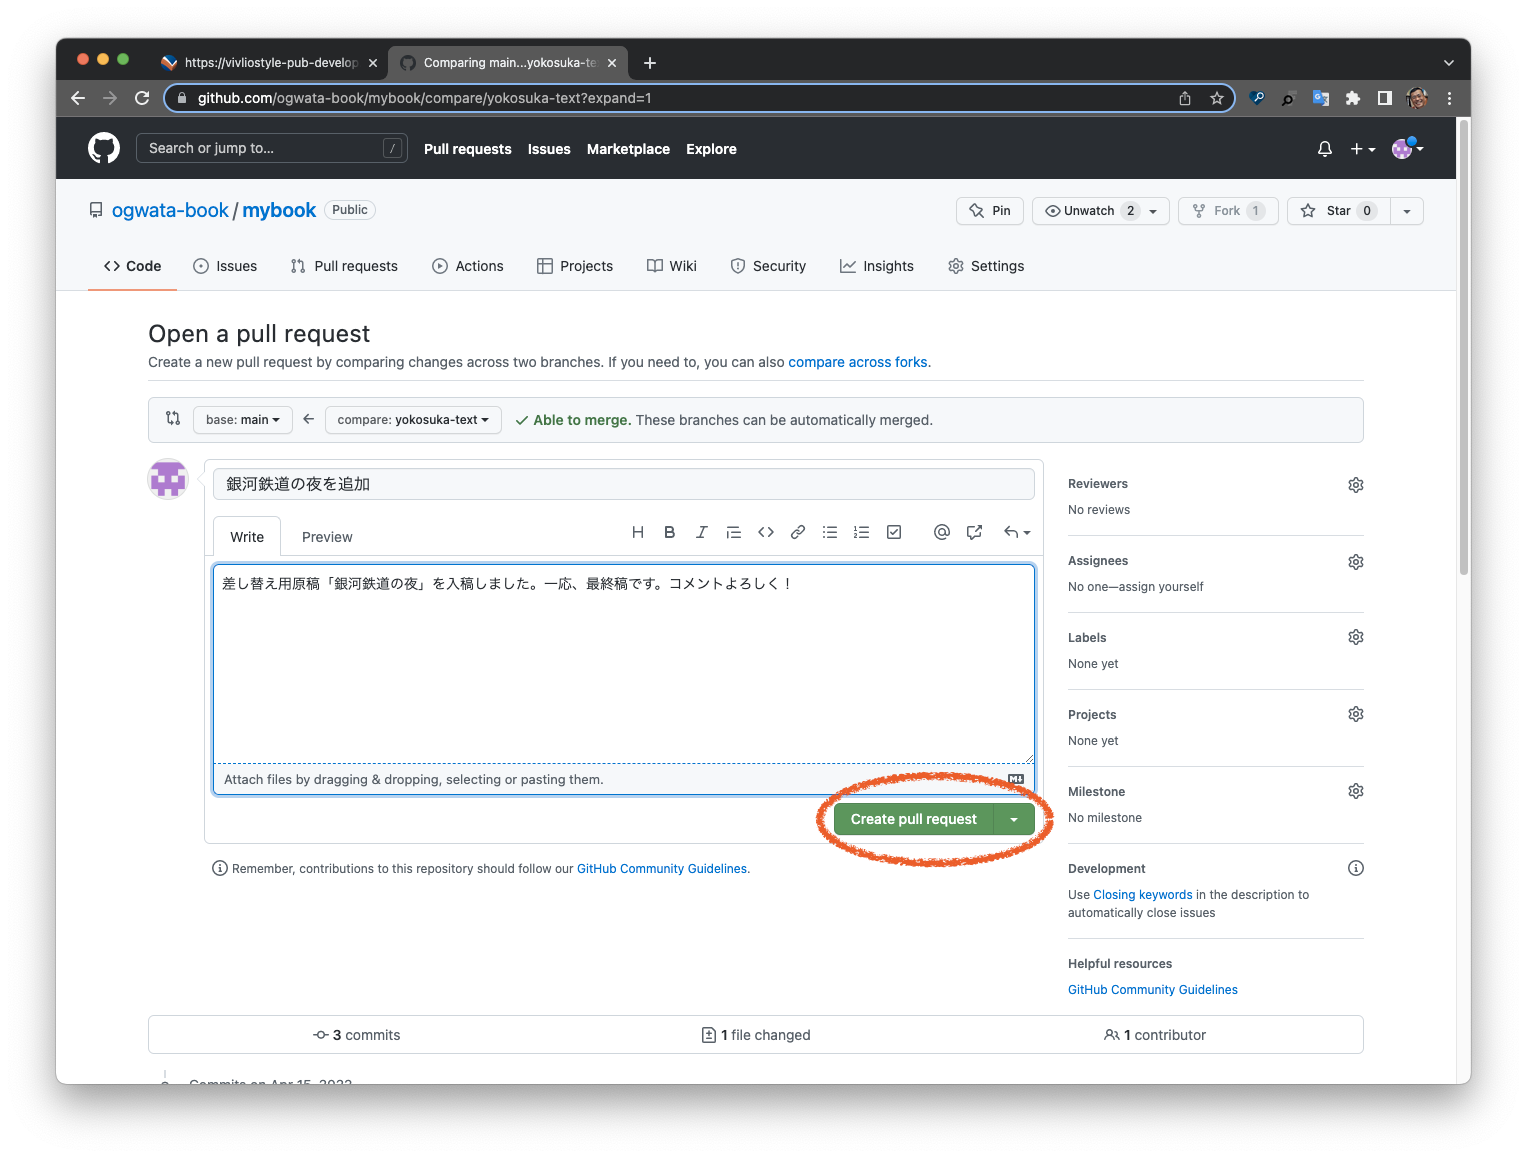 https://vivliostyle-pub-develop
Comparing main...yokosuka-te
github.com/ogwata-book/mybook/compare/yokosuka-text?expand=1
Search or jump to... /
Pull requests Issues Marketplace Explore
ogwata-book / mybook Public
Pin Unwatch 2 Fork 1 Star 0
Code Issues Pull requests Actions Projects Wiki Security Insights Settings
Open a pull request
Create a new pull request by comparing changes across two branches. If you need to, you can also compare across forks.
base: main ← compare: yokosuka-text ✓ Able to merge. These branches can be automatically merged.
銀河鉄道の夜を追加
Write Preview
差し替え用原稿「銀河鉄道の夜」を入稿しました。一応、最終稿です。コメントよろしく！
Attach files by dragging & dropping, selecting or pasting them.
Create pull request
Remember, contributions to this repository should follow our GitHub Community Guidelines.
Reviewers
No reviews
Assignees
No one—assign yourself
Labels
None yet
Projects
None yet
Milestone
No milestone
Development
Use Closing keywords in the description to
automatically close issues
Helpful resources
GitHub Community Guidelines
3 commits 1 file changed 1 contributor
Commits on Apr 15, 2022